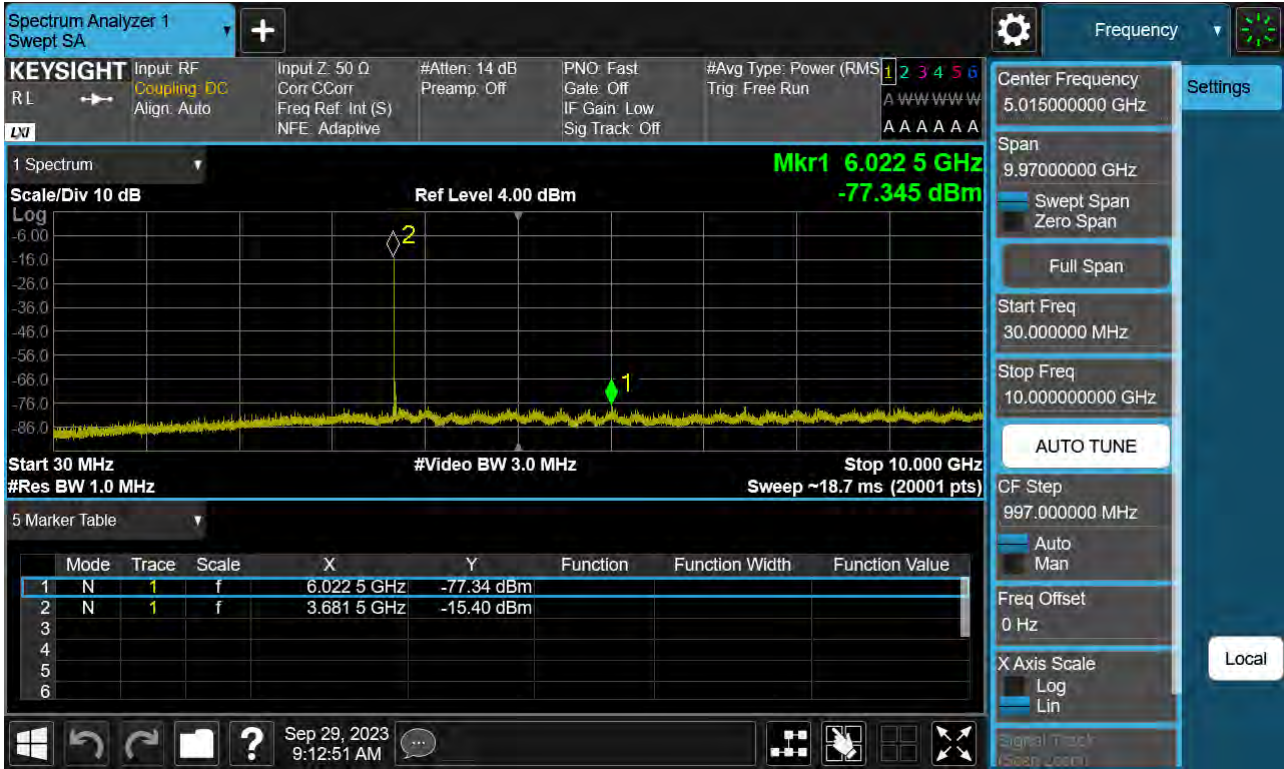 Spectrum Analyzer 1
Swept SA
+
Frequency
KEYSIGHT
RL
LXI
Input: RF
Coupling: DC
Align: Auto
Input Z: 50 Ω
Corr CCorr
Freq Ref: Int (S)
NFE: Adaptive
#Atten: 14 dB
Preamp: Off
PNO: Fast
Gate: Off
IF Gain: Low
Sig Track: Off
#Avg Type: Power (RMS
Trig: Free Run
1 2 3 4 5 6
A W W W W W
A A A A A A
1 Spectrum
Scale/Div 10 dB
Ref Level 4.00 dBm
Mkr1 6.022 5 GHz
-77.345 dBm
Log
-6.00
-16.0
-26.0
-36.0
-46.0
-56.0
-66.0
-76.0
-86.0
2
1
Start 30 MHz
#Video BW 3.0 MHz
Stop 10.000 GHz
#Res BW 1.0 MHz
Sweep ~18.7 ms (20001 pts)
5 Marker Table
Mode Trace Scale X Y Function Function Width Function Value
1 N 1 f 6.022 5 GHz -77.34 dBm
2 N 1 f 3.681 5 GHz -15.40 dBm
3
4
5
6
?
Sep 29, 2023
9:12:51 AM
Center Frequency
5.015000000 GHz
Span
9.97000000 GHz
Swept Span
Zero Span
Full Span
Start Freq
30.000000 MHz
Stop Freq
10.000000000 GHz
AUTO TUNE
CF Step
997.000000 MHz
Auto
Man
Freq Offset
0 Hz
X Axis Scale
Log
Lin
Signal Track
(Span Zoom)
Settings
Local